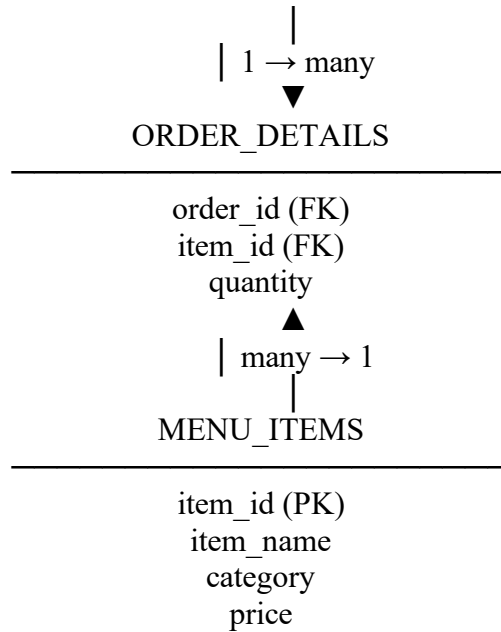 |
| 1 → many
▼
ORDER_DETAILS
order_id (FK)
item_id (FK)
quantity
▲
| many → 1
|
MENU_ITEMS
item_id (PK)
item_name
category
price